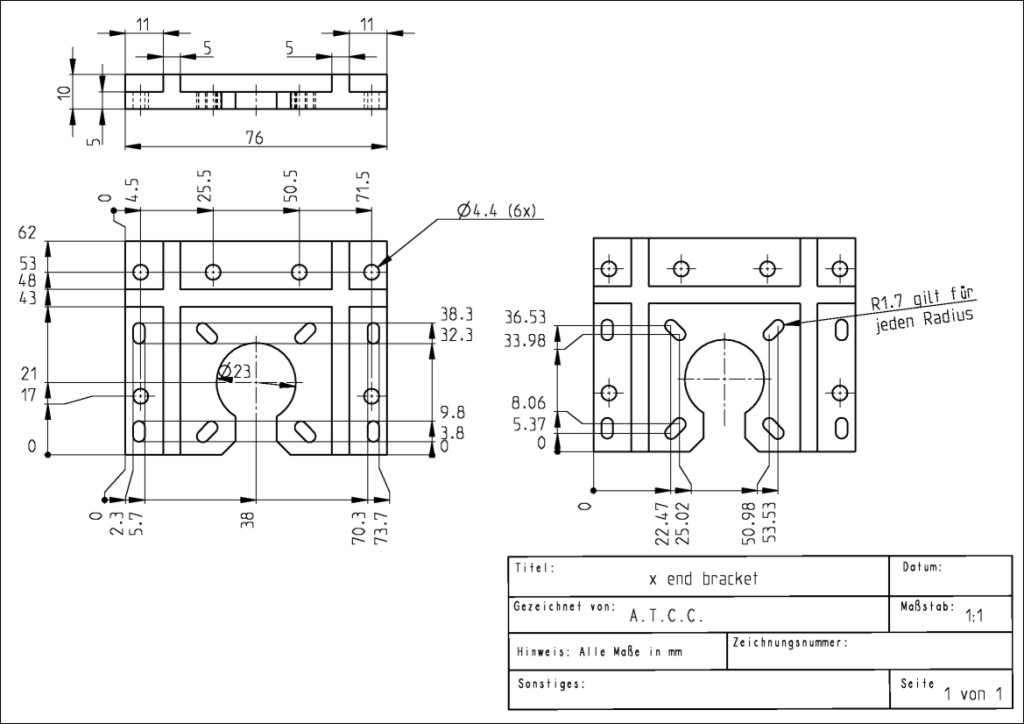 11
11
5
5
10
5
76
0
4.5
25.5
50.5
71.5
Ø4.4 (6x)
62
53
48
43
38.3
32.3
21
17
Ø23
9.8
3.8
0
0
0
2.3
5.7
38
70.3
73.7
R1.7 gilt für
jeden Radius
36.53
33.98
8.06
5.37
0
0
22.47
25.02
50.98
53.53
Titel:
x end bracket
Datum:
Gezeichnet von:
A.T.C.C.
Maßstab:
1:1
Hinweis: Alle Maße in mm
Zeichnungsnummer:
Sonstiges:
Seite
1 von 1